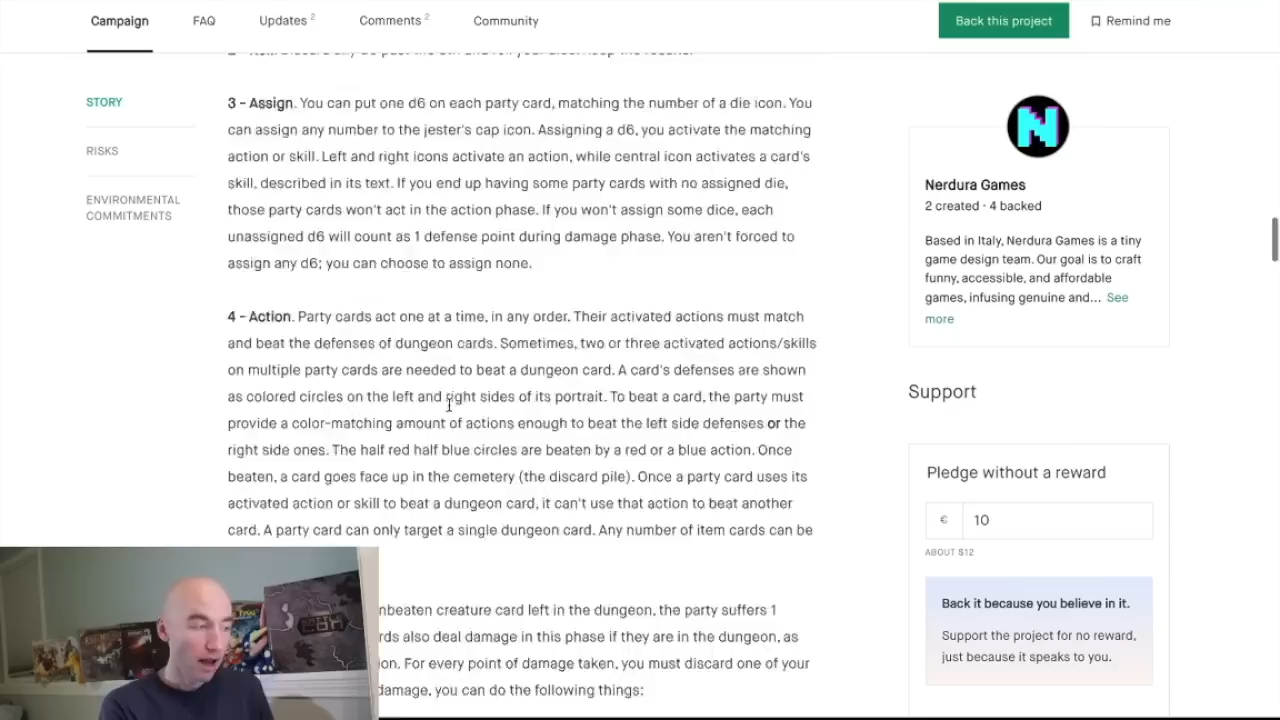 Campaign
FAQ
Updates 2
Comments 2
Community
Back this project
Remind me
STORY
RISKS
ENVIRONMENTAL
COMMITMENTS
3 - Assign. You can put one d6 on each party card, matching the number of a die icon. You
can assign any number to the jester's cap icon. Assigning a d6, you activate the matching
action or skill. Left and right icons activate an action, while central icon activates a card's
skill, described in its text. If you end up having some party cards with no assigned die,
those party cards won't act in the action phase. If you won't assign some dice, each
unassigned d6 will count as 1 defense point during damage phase. You aren't forced to
assign any d6; you can choose to assign none.
4 - Action. Party cards act one at a time, in any order. Their activated actions must match
and beat the defenses of dungeon cards. Sometimes, two or three activated actions/skills
on multiple party cards are needed to beat a dungeon card. A card's defenses are shown
as colored circles on the left and right sides of its portrait. To beat a card, the party must
provide a color-matching amount of actions enough to beat the left side defenses or the
right side ones. The half red half blue circles are beaten by a red or a blue action. Once
beaten, a card goes face up in the cemetery (the discard pile). Once a party card uses its
activated action or skill to beat a dungeon card, it can't use that action to beat another
card. A party card can only target a single dungeon card. Any number of item cards can be
nbeaten creature card left in the dungeon, the party suffers 1
rds also deal damage in this phase if they are in the dungeon, as
on. For every point of damage taken, you must discard one of your
damage, you can do the following things:
N
Nerdura Games
2 created · 4 backed
Based in Italy, Nerdura Games is a tiny
game design team. Our goal is to craft
funny, accessible, and affordable
games, infusing genuine and... See
more
Support
Pledge without a reward
€ 10
ABOUT $12
Back it because you believe in it.
Support the project for no reward,
just because it speaks to you.